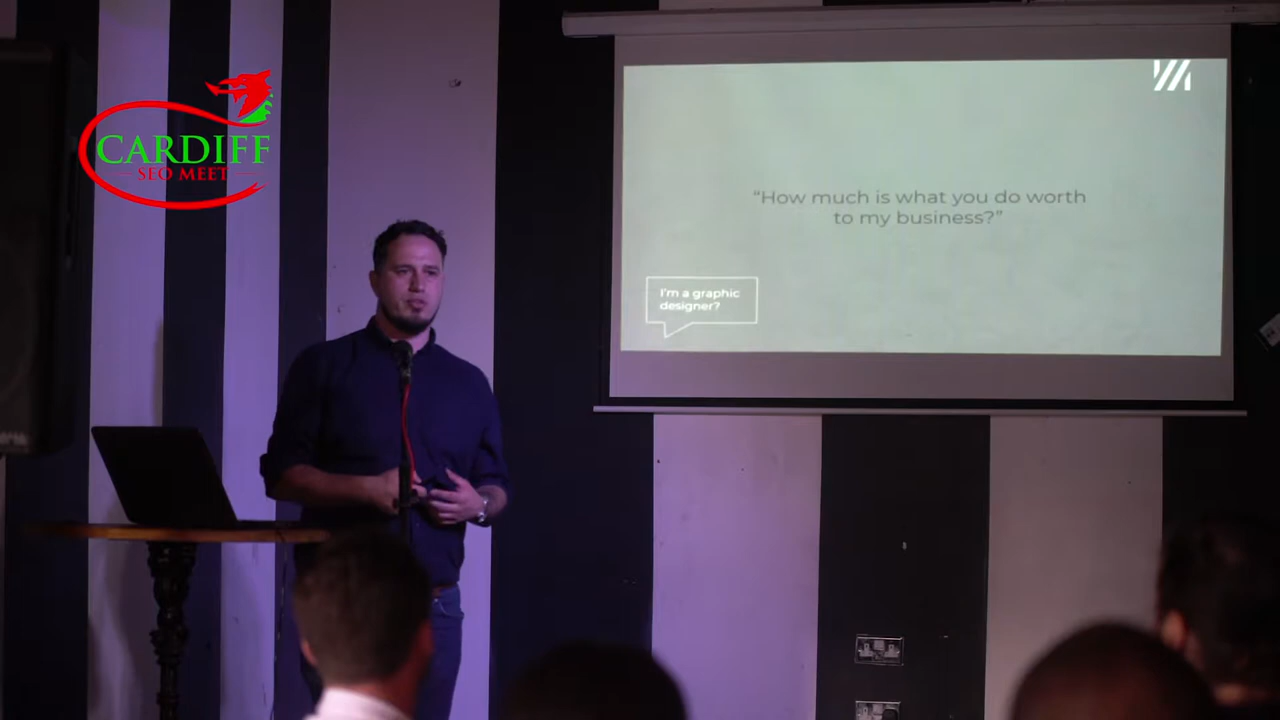 CARDIFF
SEO MEET
“How much is what you do worth
to my business?”
I'm a graphic
designer?